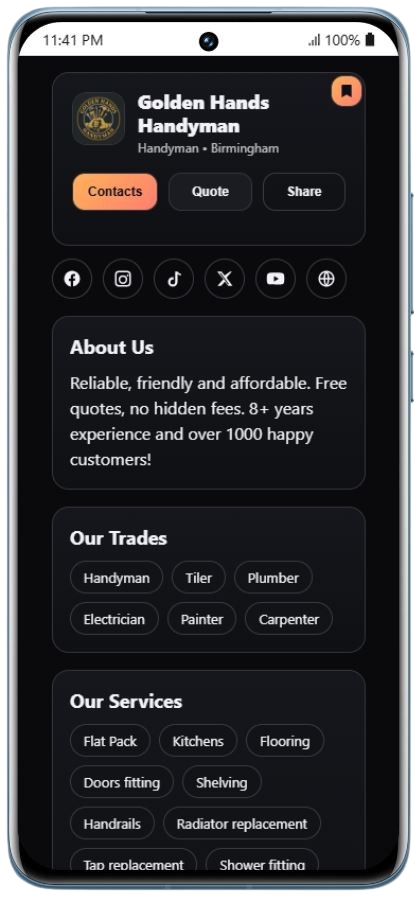 11:41 PM 100%
GOLDEN HANDS
HANDYMAN
Golden Hands
Handyman
Handyman • Birmingham
Contacts Quote Share
About Us
Reliable, friendly and affordable. Free
quotes, no hidden fees. 8+ years
experience and over 1000 happy
customers!
Our Trades
Handyman Tiler Plumber
Electrician Painter Carpenter
Our Services
Flat Pack Kitchens Flooring
Doors fitting Shelving
Handrails Radiator replacement
Tap replacement Shower fitting